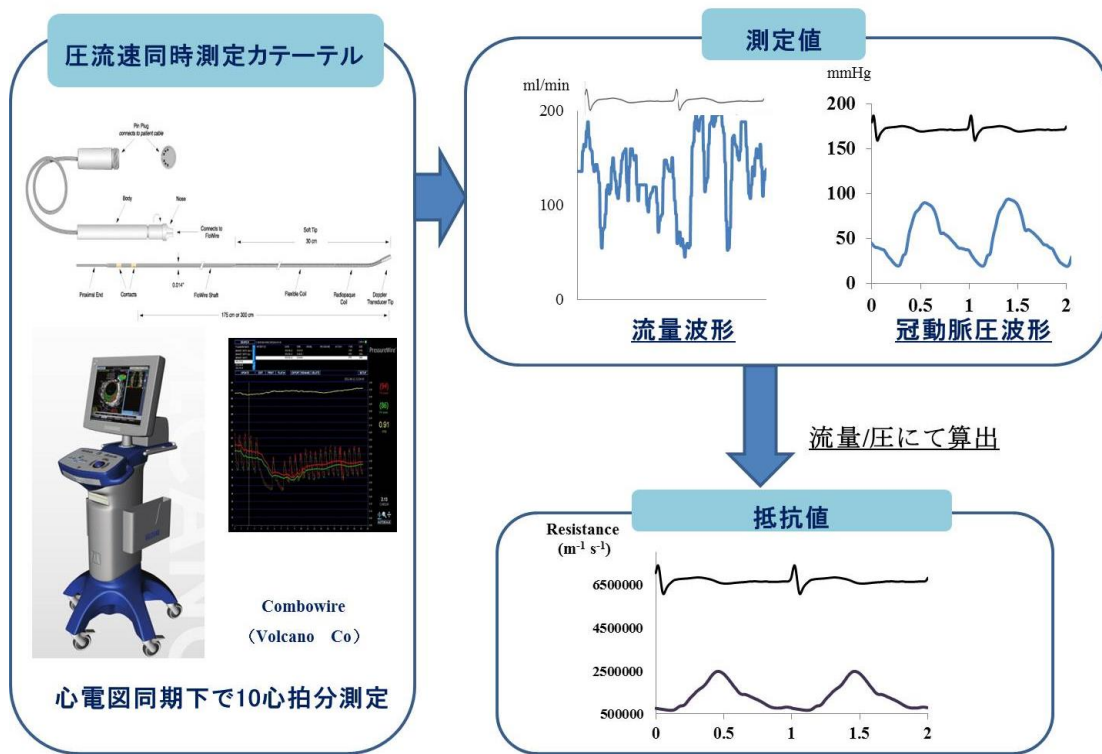 圧流速同時測定カテーテル
Pin Plug
connects to patient cable
Body
Nose
Connects to
FloWire
Soft Tip
30 cm
0.014"
Proximal End
Contacts
FloWire Shaft
Flexible Coil
Radiopaque
Coil
Doppler
Transducer Tip
175 cm or 300 cm
PressureWire
0.91
Combowire
（Volcano　Co）
心電図同期下で10心拍分測定
測定値
ml/min
200
100
0
流量波形
mmHg
200
150
100
50
0
0
0.5
1
1.5
2
冠動脈圧波形
流量/圧にて算出
抵抗値
Resistance
(m⁻¹ s⁻¹)
6500000
4500000
2500000
500000
0
0.5
1
1.5
2